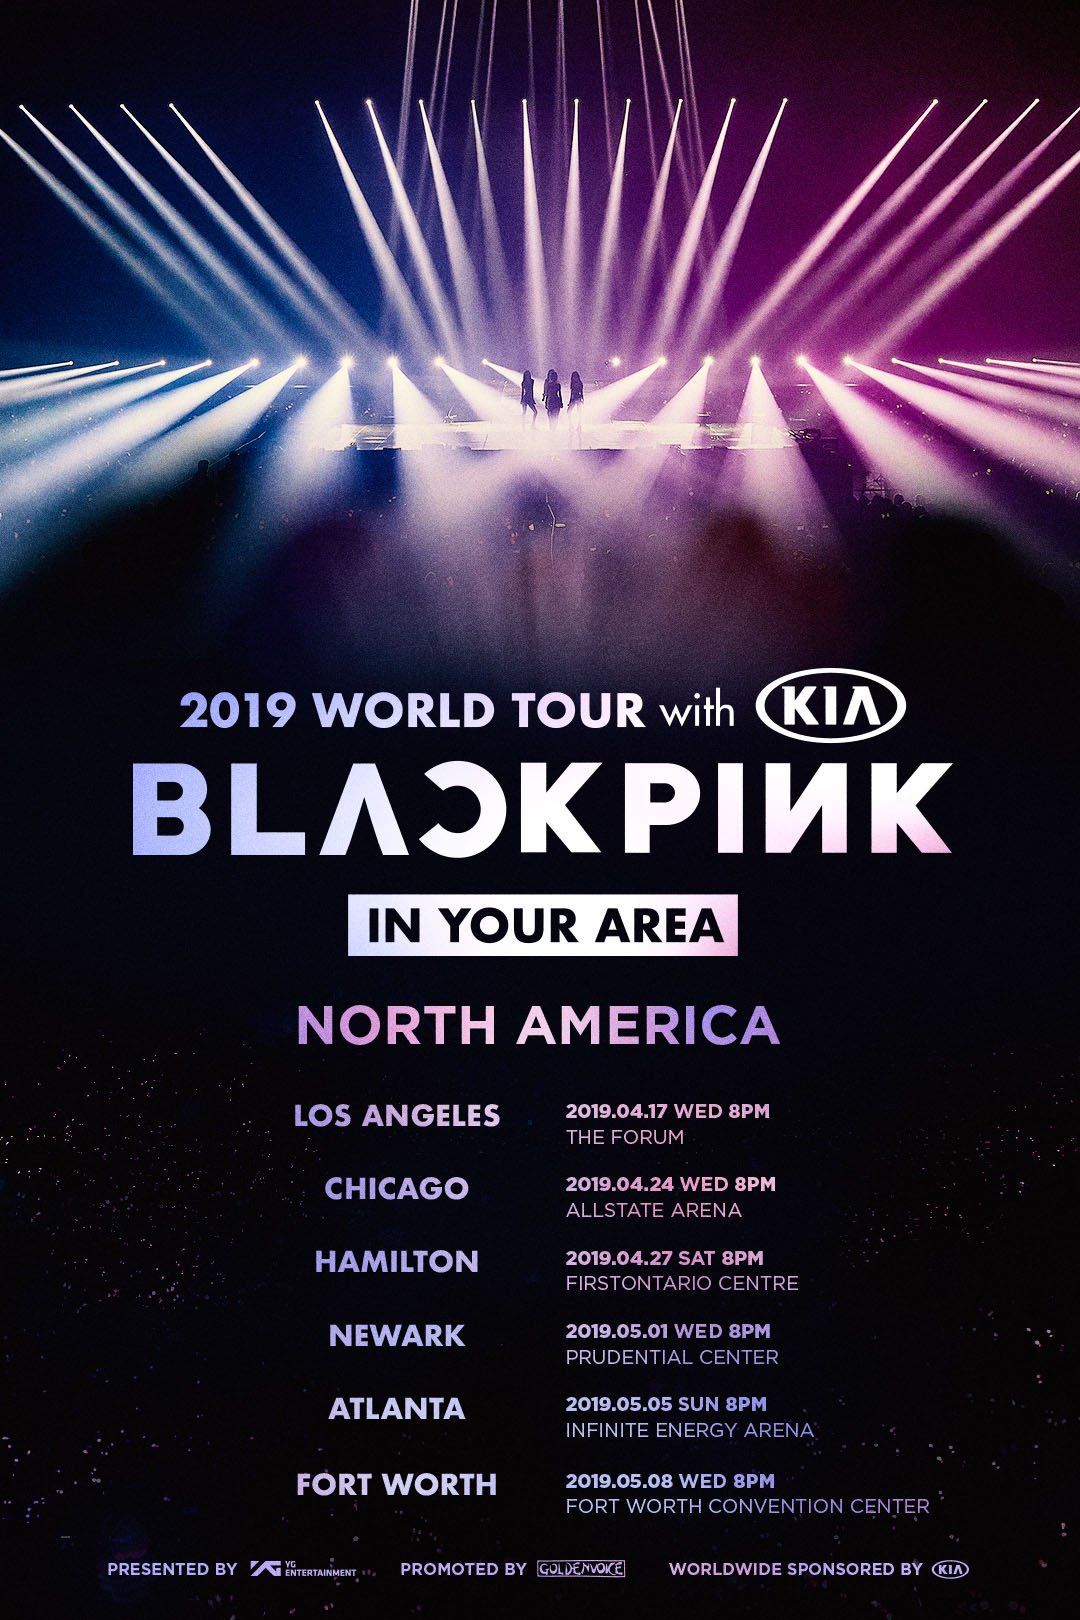 2019 WORLD TOUR with KIA
BLACKPINK
IN YOUR AREA
NORTH AMERICA
LOS ANGELES
2019.04.17 WED 8PM
THE FORUM
CHICAGO
2019.04.24 WED 8PM
ALLSTATE ARENA
HAMILTON
2019.04.27 SAT 8PM
FIRSTONTARIO CENTRE
NEWARK
2019.05.01 WED 8PM
PRUDENTIAL CENTER
ATLANTA
2019.05.05 SUN 8PM
INFINITE ENERGY ARENA
FORT WORTH
2019.05.08 WED 8PM
FORT WORTH CONVENTION CENTER
PRESENTED BY YG ENTERTAINMENT PROMOTED BY GOLDENVOICE WORLDWIDE SPONSORED BY KIA